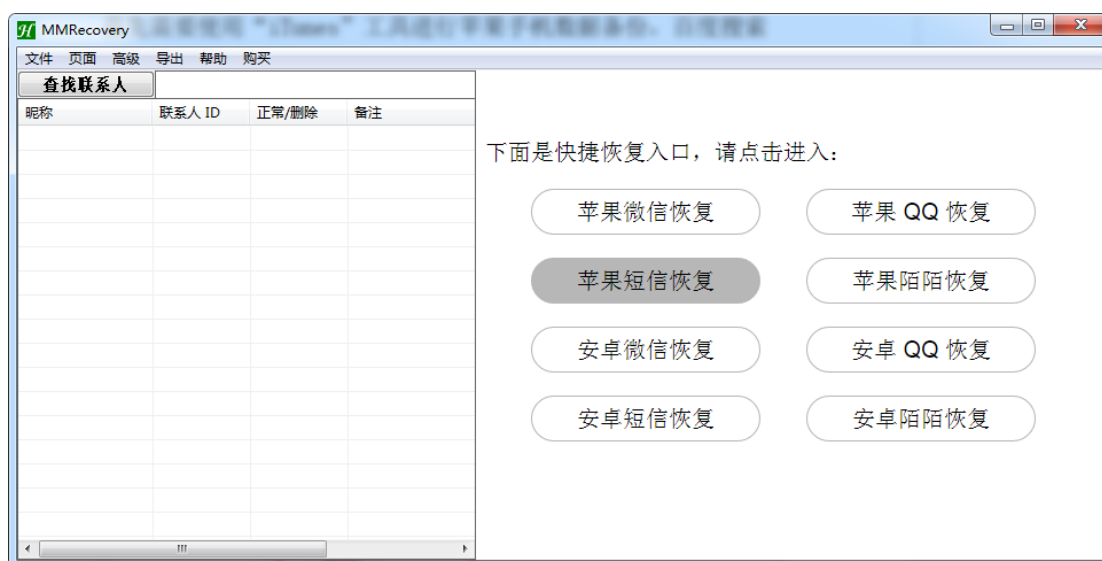 MMRecovery
文件 页面 高级 导出 帮助 购买
查找联系人
昵称 联系人 ID 正常/删除 备注
下面是快捷恢复入口，请点击进入：
苹果微信恢复 苹果 QQ 恢复
苹果短信恢复 苹果陌陌恢复
安卓微信恢复 安卓 QQ 恢复
安卓短信恢复 安卓陌陌恢复